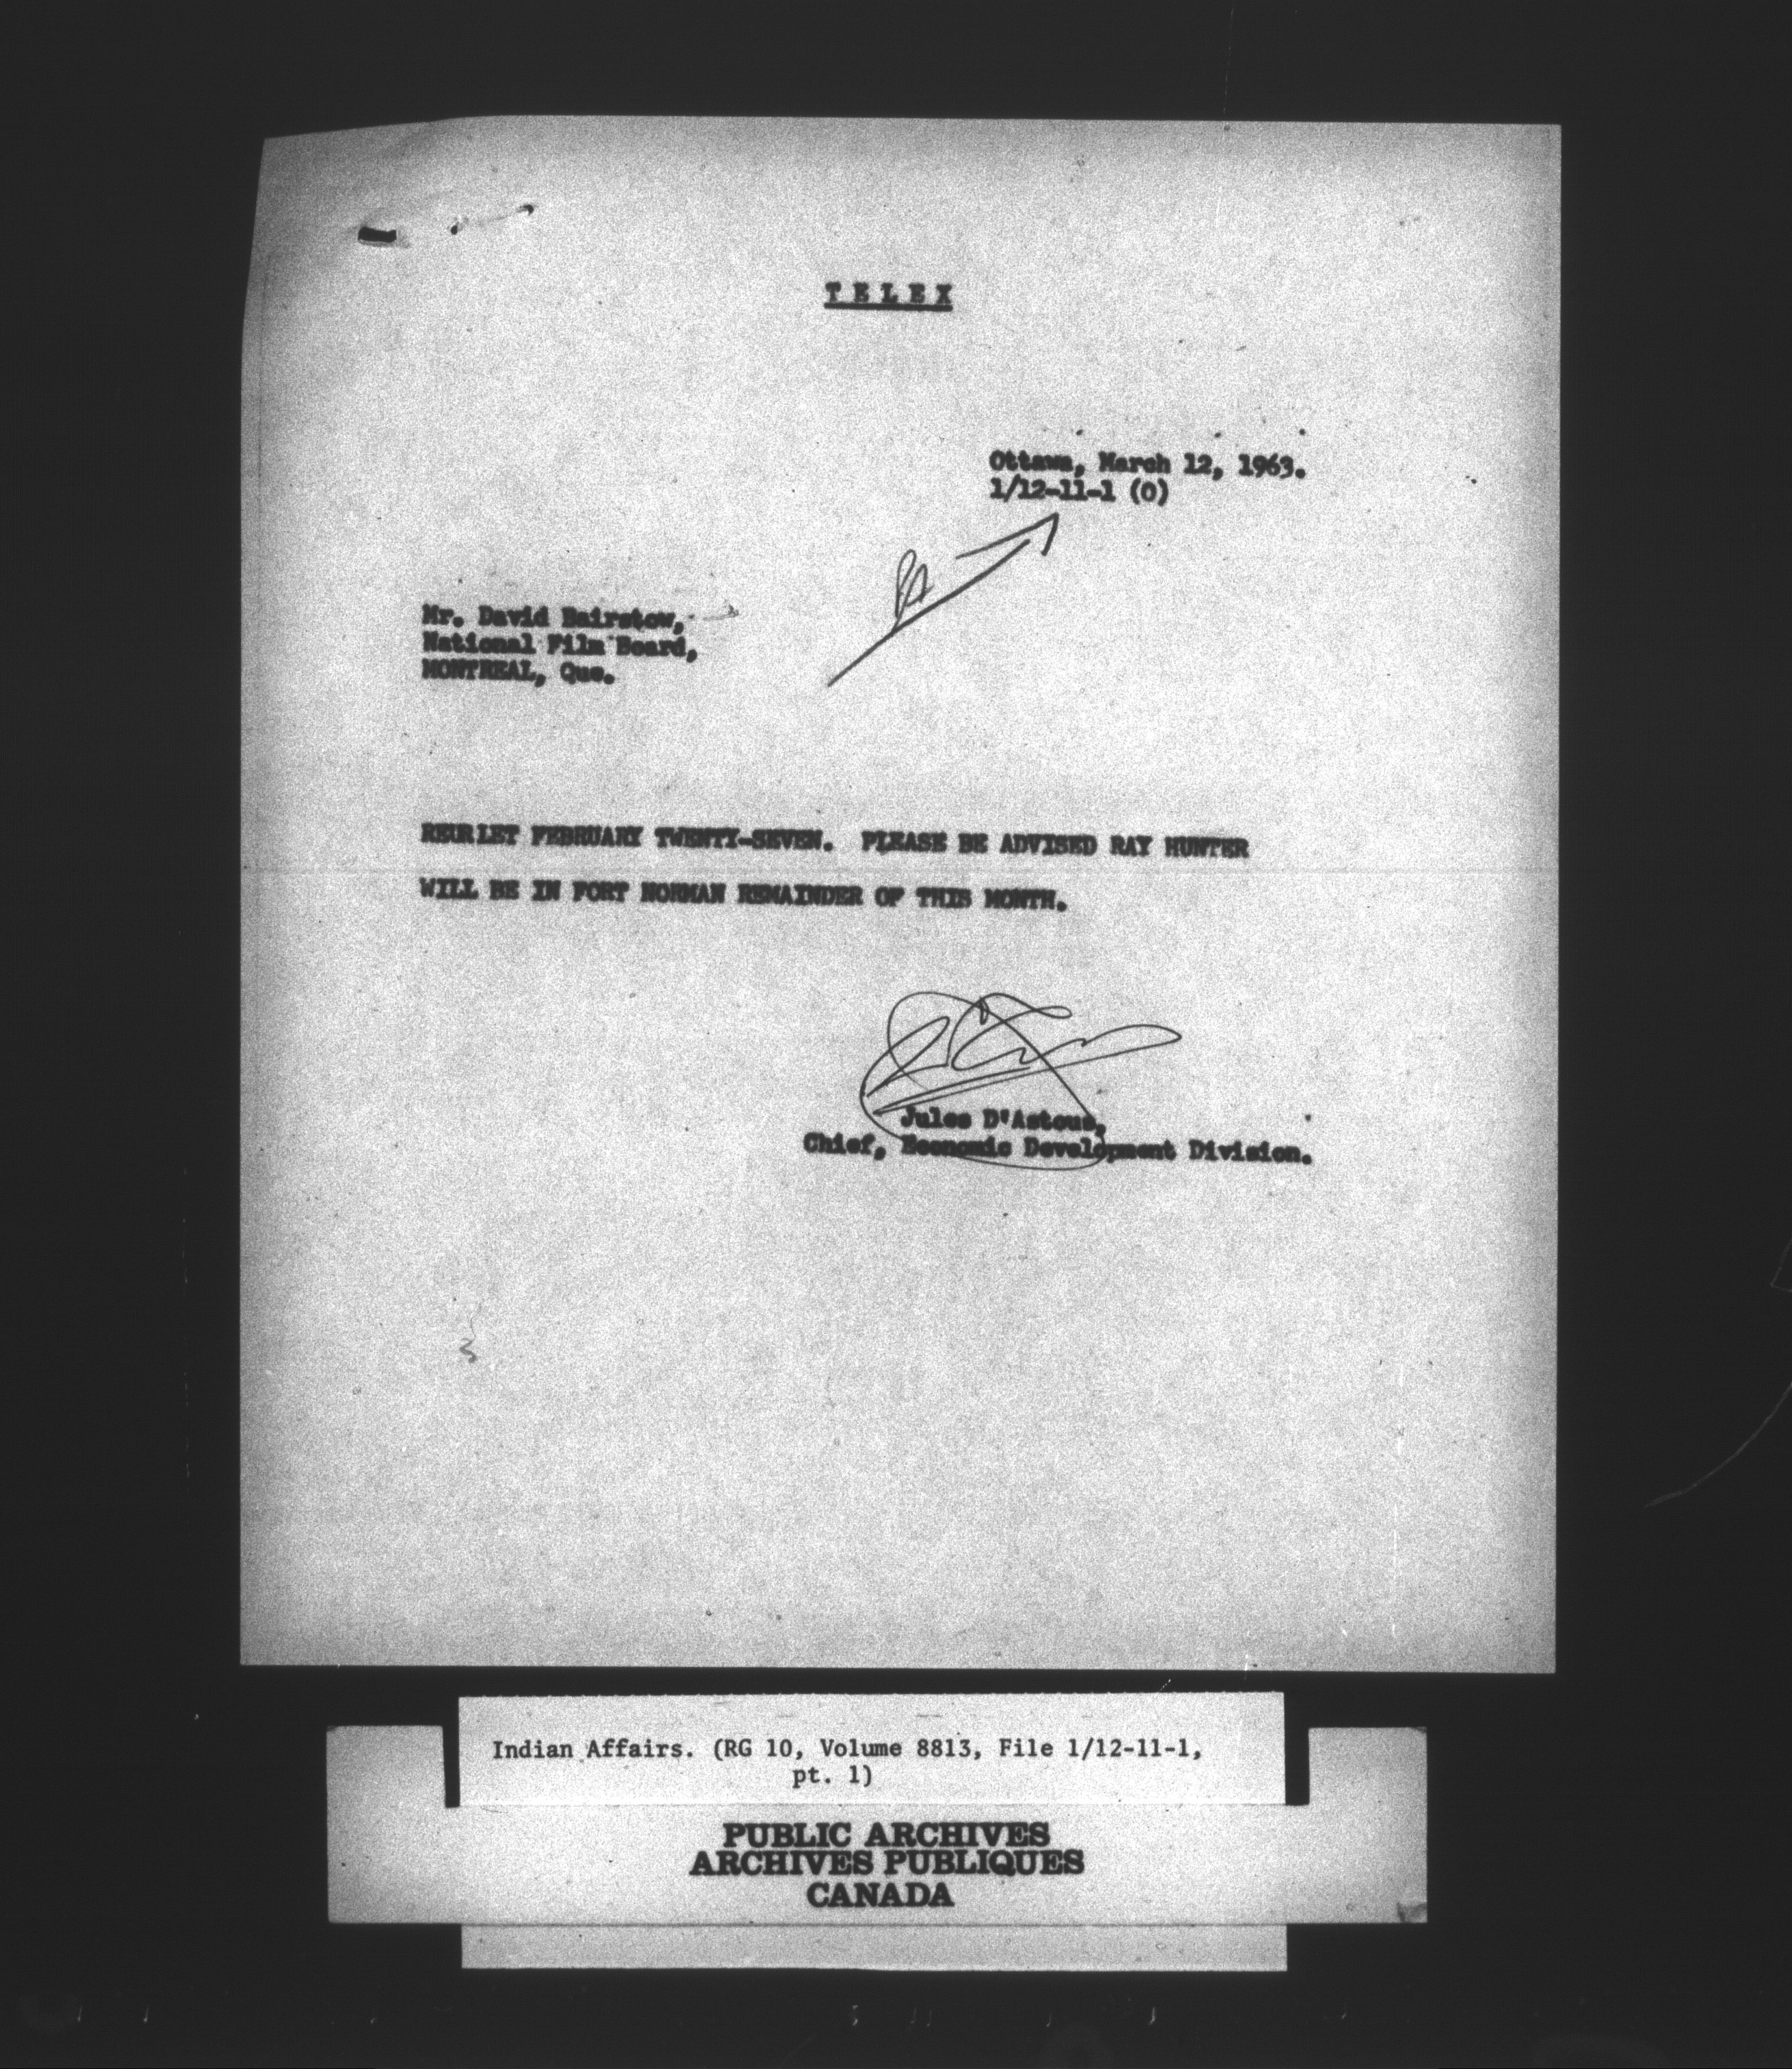 TELEX
Ottawa, March 12, 1963.
1/12-11-1 (O)
Mr. David Bairstow,
National Film Board,
MONTREAL, Que.
REURLET FEBRUARY TWENTY-SEVEN. PLEASE BE ADVISED RAY HUNTER
WILL BE IN FORT NORMAN REMAINDER OF THIS MONTH.
Jules D'Astous,
Chief, Economic Development Division.
Indian Affairs. (RG 10, Volume 8813, File 1/12-11-1,
pt. 1)
PUBLIC ARCHIVES
ARCHIVES PUBLIQUES
CANADA